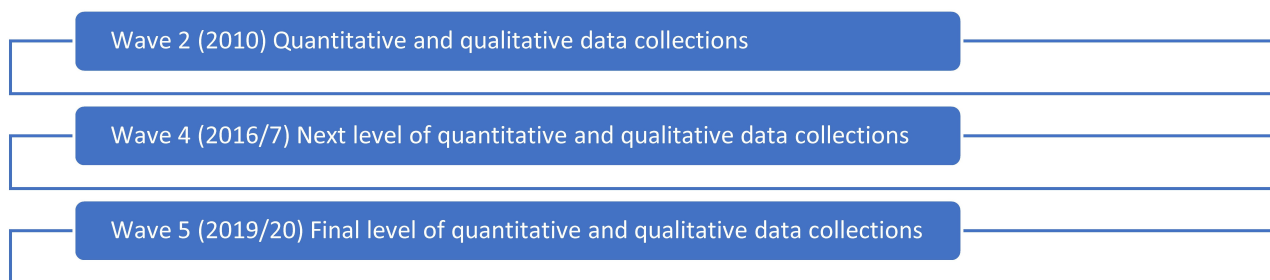 Wave 2 (2010) Quantitative and qualitative data collections
Wave 4 (2016/7) Next level of quantitative and qualitative data collections
Wave 5 (2019/20) Final level of quantitative and qualitative data collections